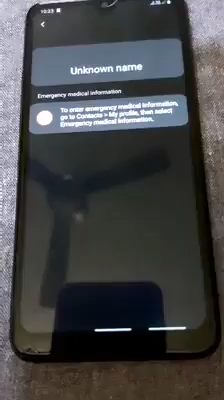 10:23
Unknown name
Emergency medical information
To enter emergency medical information,
go to Contacts > My profile, then select
Emergency medical information.